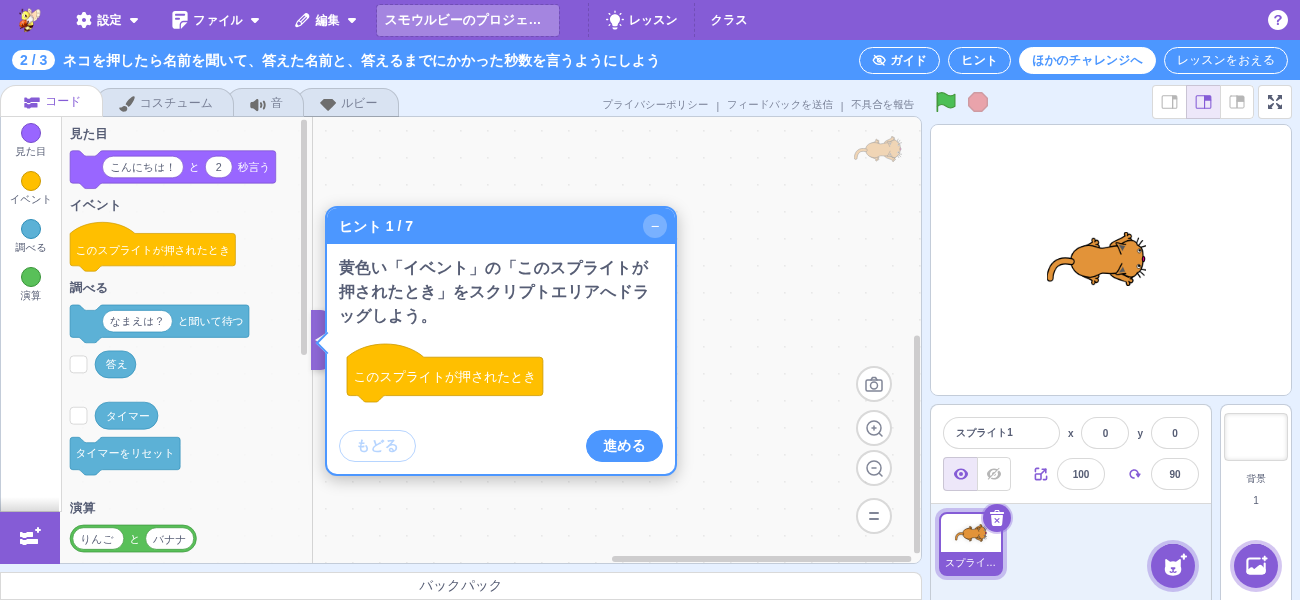 設定
ファイル
編集
スモウルビーのプロジェ…
レッスン
クラス
?
2 / 3
ネコを押したら名前を聞いて、答えた名前と、答えるまでにかかった秒数を言うようにしよう
ガイド
ヒント
ほかのチャレンジへ
レッスンをおえる
コード
コスチューム
音
ルビー
プライバシーポリシー | フィードバックを送信 | 不具合を報告
見た目
イベント
調べる
演算
見た目
こんにちは！ と 2 秒言う
イベント
このスプライトが押されたとき
調べる
なまえは？ と聞いて待つ
答え
タイマー
タイマーをリセット
演算
りんご と バナナ
ヒント 1 / 7
黄色い「イベント」の「このスプライトが
押されたとき」をスクリプトエリアへドラ
ッグしよう。
このスプライトが押されたとき
もどる
進める
スプライト1
x 0
y 0
100
90
スプライ…
背景
1
バックパック